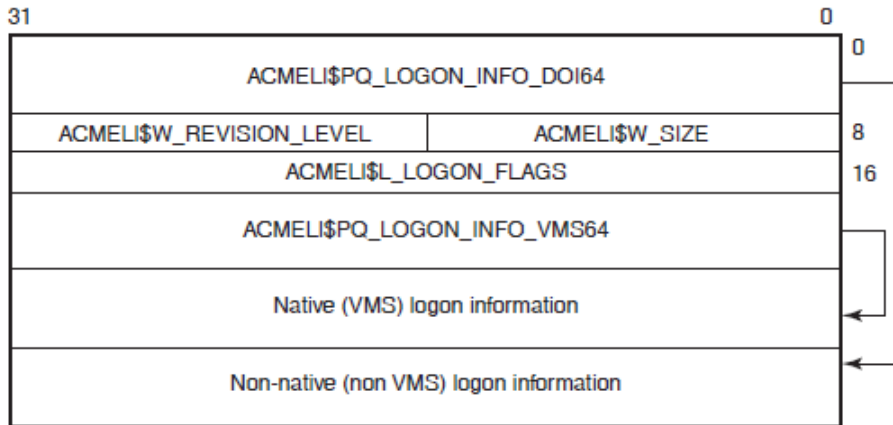 31 0
ACMELI$PQ_LOGON_INFO_DOI64 0
ACMELI$W_REVISION_LEVEL ACMELI$W_SIZE 8
ACMELI$L_LOGON_FLAGS 16
ACMELI$PQ_LOGON_INFO_VMS64
Native (VMS) logon information
Non-native (non VMS) logon information